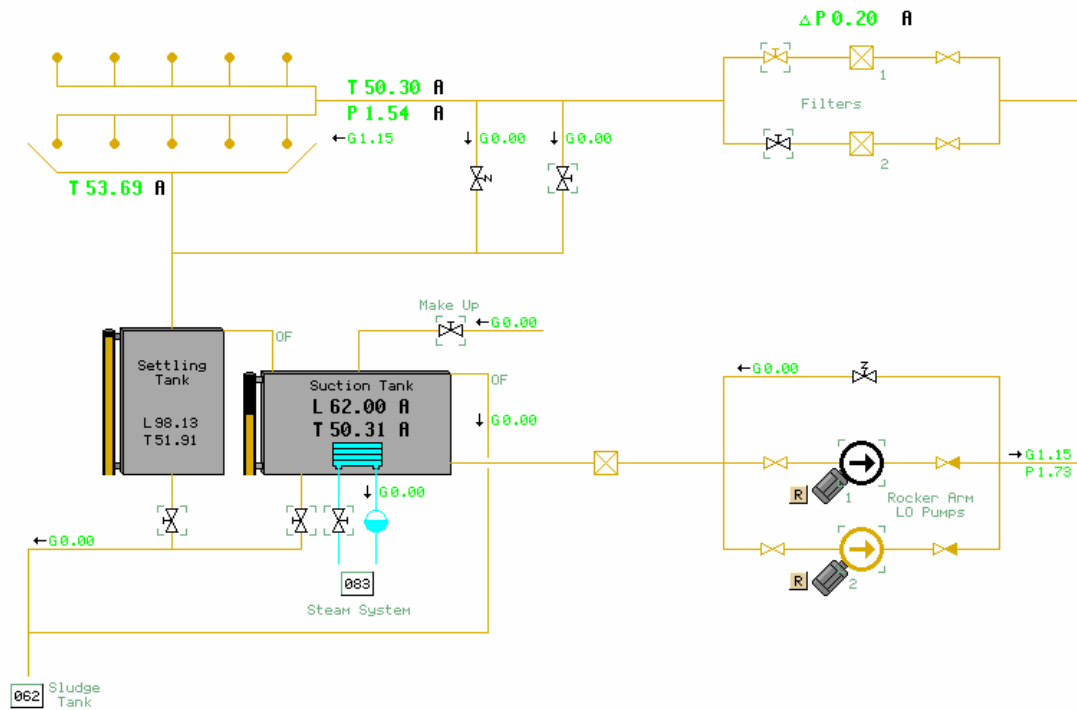 △P 0.20 A
T 50.30 A
P 1.54 A
←G1.15
↓G0.00
↓G0.00
1
Filters
2
T 53.69 A
Make Up
←G0.00
OF
Settling
Tank
L98.13
T51.91
Suction Tank
L 62.00 A
T 50.31 A
OF
↓G0.00
←G0.00
→G1.15
P1.73
R
1
Rocker Arm
LO Pumps
↓G0.00
←G0.00
R
2
083
Steam System
062
Sludge
Tank